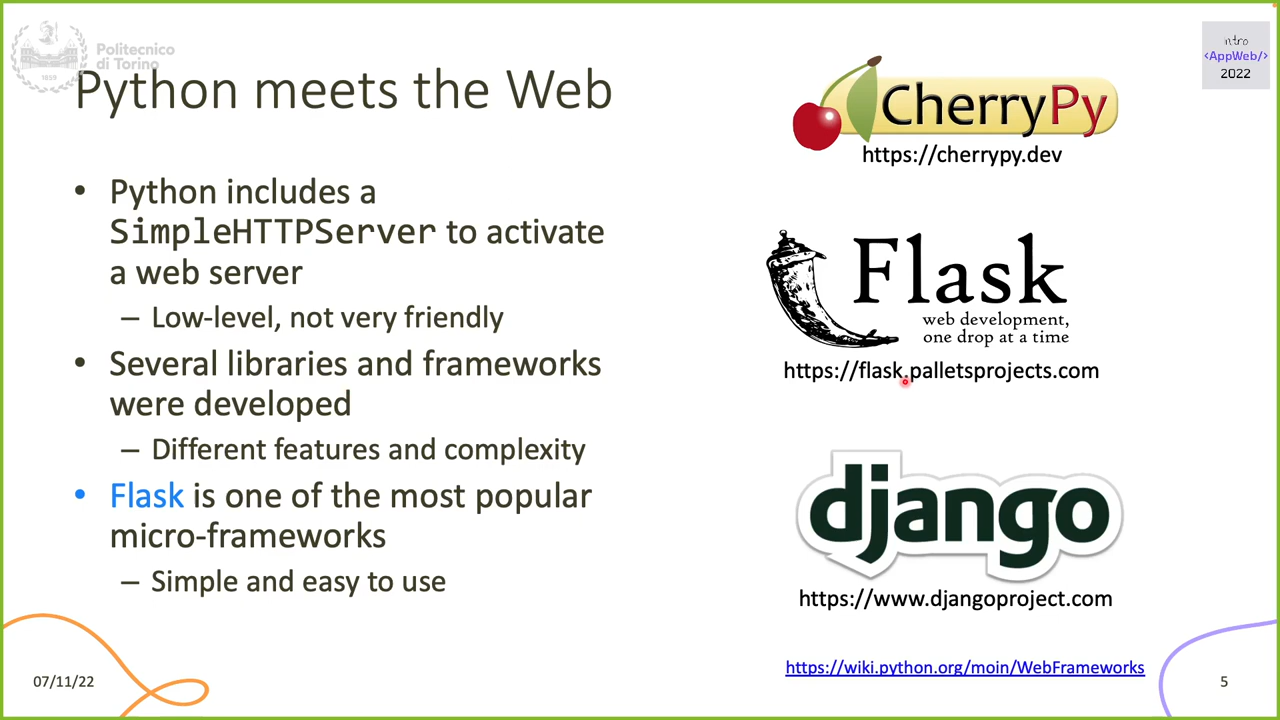 Politecnico
di Torino
1859
Python meets the Web
intro
<AppWeb/>
2022
• Python includes a
SimpleHTTPServer to activate
a web server
– Low-level, not very friendly
• Several libraries and frameworks
were developed
– Different features and complexity
• Flask is one of the most popular
micro-frameworks
– Simple and easy to use
CherryPy
https://cherrypy.dev
Flask
web development,
one drop at a time
https://flask.palletsprojects.com
django
https://www.djangoproject.com
https://wiki.python.org/moin/WebFrameworks
07/11/22
5